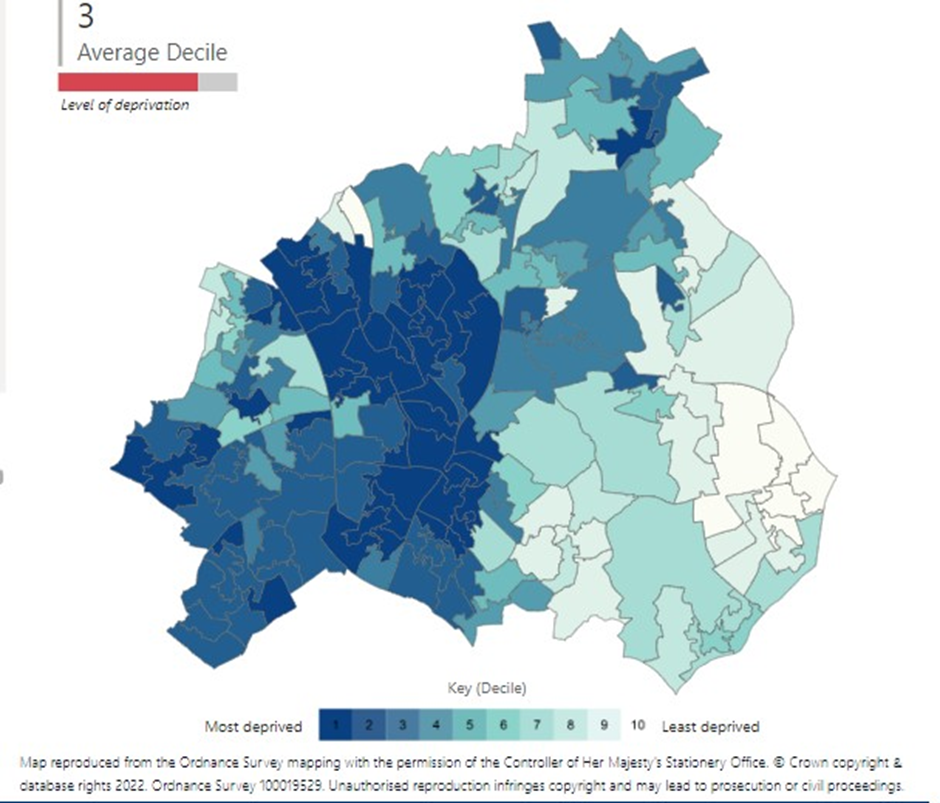 3
Average Decile
Level of deprivation
Key (Decile)
Most deprived 1 2 3 4 5 6 7 8 9 10 Least deprived
Map reproduced from the Ordnance Survey mapping with the permission of the Controller of Her Majesty's Stationery Office. © Crown copyright &
database rights 2022. Ordnance Survey 100019529. Unauthorised reproduction infringes copyright and may lead to prosecution or civil proceedings.